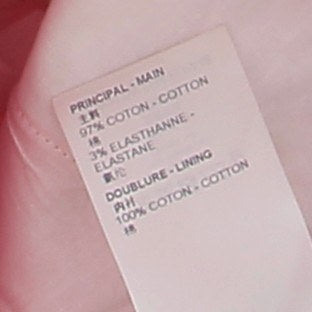 PRINCIPAL - MAIN
主料
97% COTON - COTTON
棉
3% ELASTHANNE -
ELASTANE
氨纶
DOUBLURE - LINING
内料
100% COTON - COTTON
棉